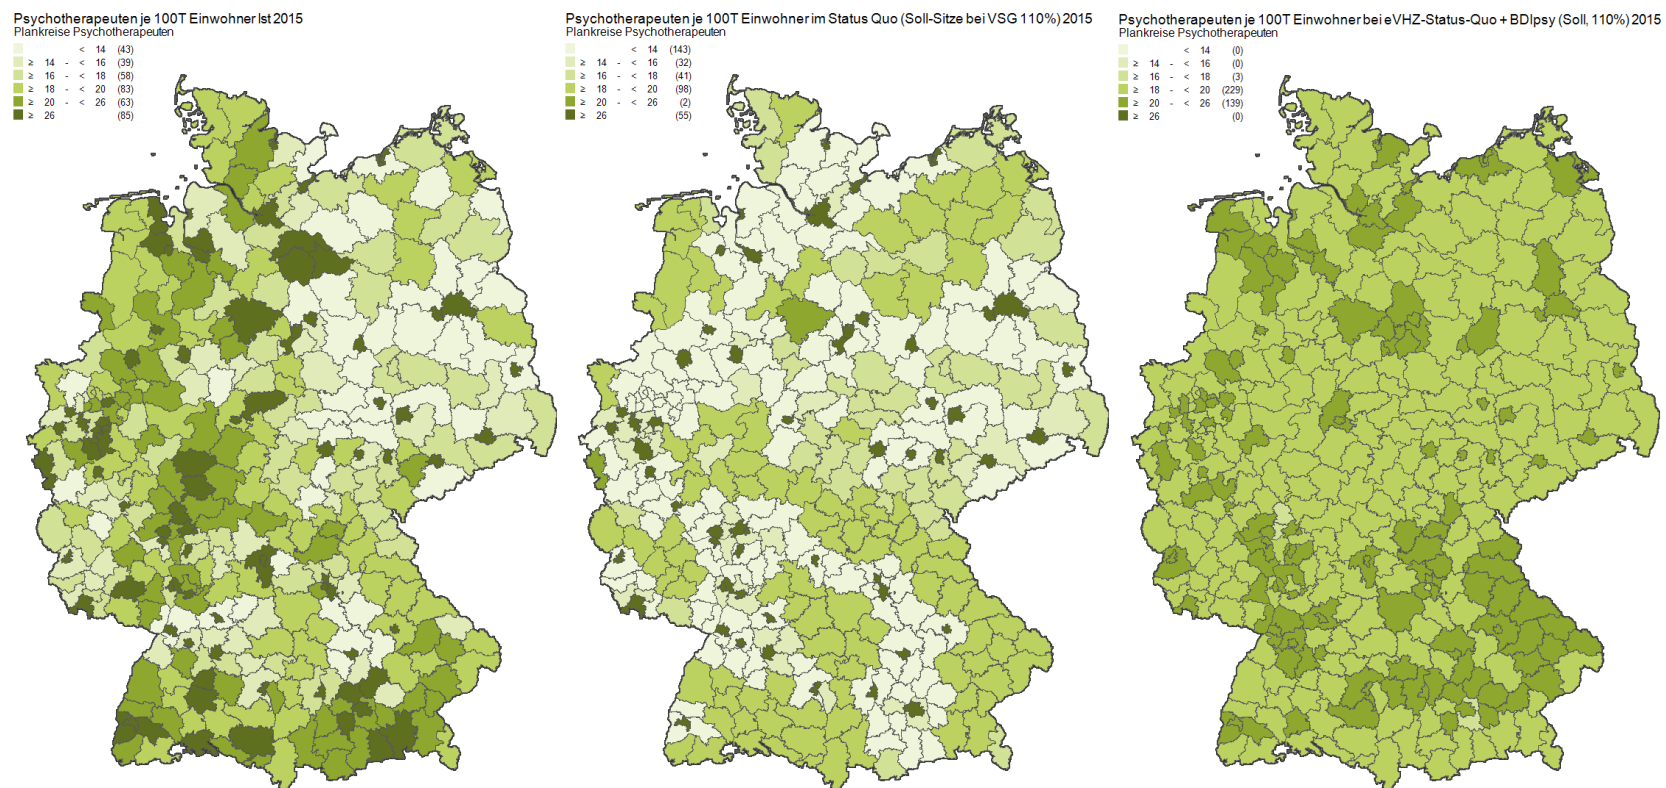 Psychotherapeuten je 100T Einwohner Ist 2015
Plankreise Psychotherapeuten
< 14 (43)
≥ 14 - < 16 (39)
≥ 16 - < 18 (58)
≥ 18 - < 20 (83)
≥ 20 - < 26 (63)
≥ 26 (85)
Psychotherapeuten je 100T Einwohner im Status Quo (Soll-Sitze bei VSG 110%) 2015
Plankreise Psychotherapeuten
< 14 (143)
≥ 14 - < 16 (32)
≥ 16 - < 18 (41)
≥ 18 - < 20 (98)
≥ 20 - < 26 (2)
≥ 26 (55)
Psychotherapeuten je 100T Einwohner bei eVHZ-Status-Quo + BDIpsy (Soll, 110%) 2015
Plankreise Psychotherapeuten
< 14 (0)
≥ 14 - < 16 (0)
≥ 16 - < 18 (3)
≥ 18 - < 20 (229)
≥ 20 - < 26 (139)
≥ 26 (0)